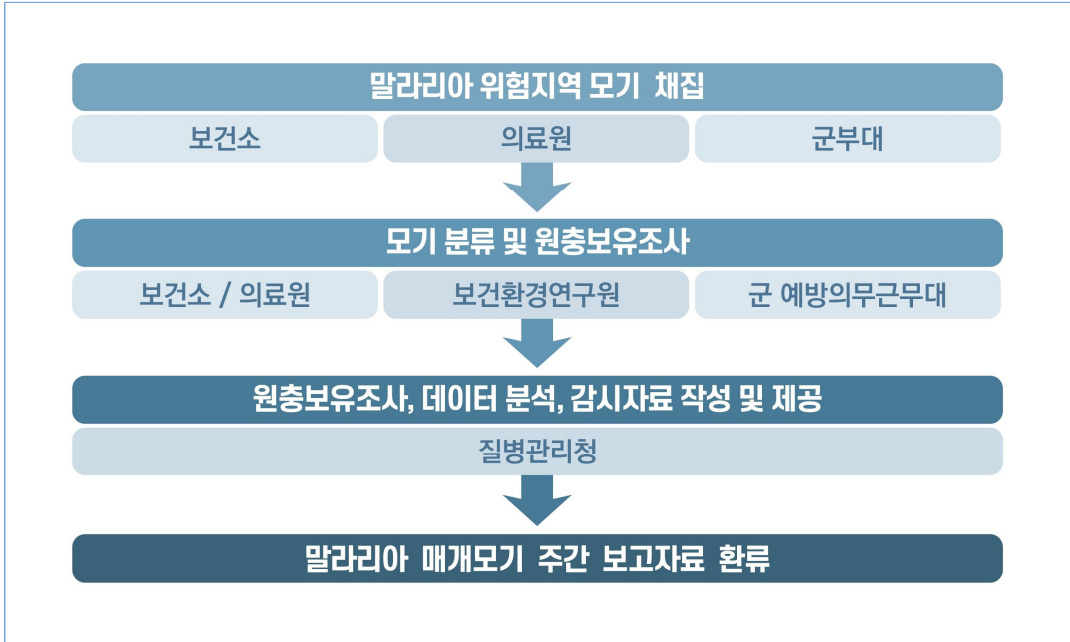 말라리아 위험지역 모기 채집
보건소 의료원 군부대
모기 분류 및 원충보유조사
보건소 / 의료원 보건환경연구원 군 예방의무근무대
원충보유조사, 데이터 분석, 감시자료 작성 및 제공
질병관리청
말라리아 매개모기 주간 보고자료 환류